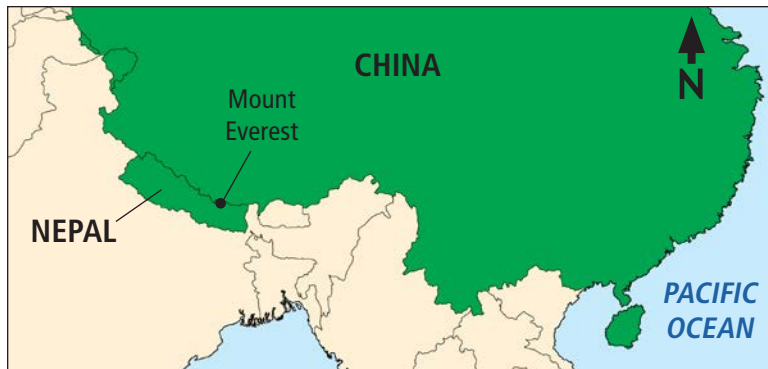 CHINA
N
Mount
Everest
NEPAL
PACIFIC
OCEAN